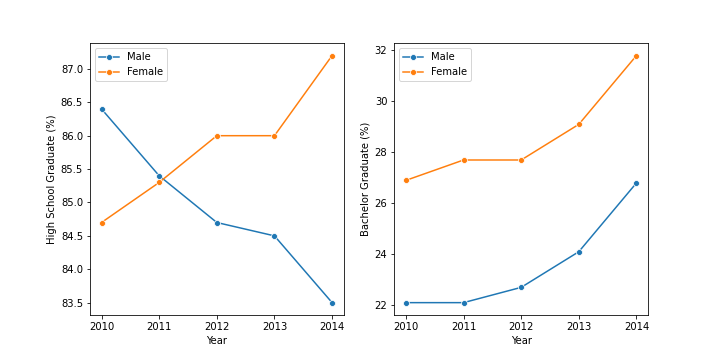 Male
Female
High School Graduate (%)
87.0
86.5
86.0
85.5
85.0
84.5
84.0
83.5
2010 2011 2012 2013 2014
Year
Male
Female
Bachelor Graduate (%)
32
30
28
26
24
22
2010 2011 2012 2013 2014
Year